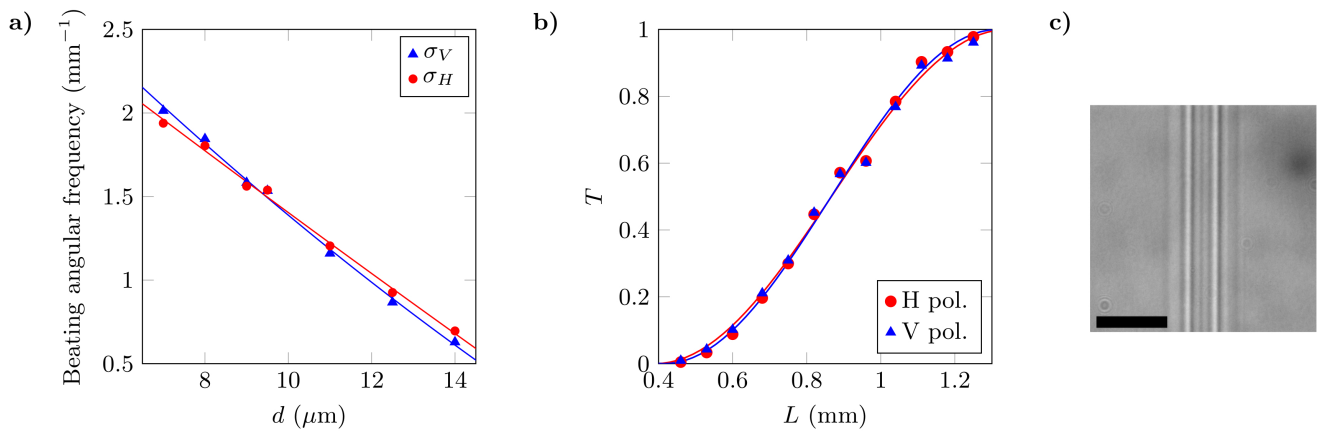 a)
Beating angular frequency (mm⁻¹)
2.5
2
1.5
1
0.5
8
10
12
14
d (μm)
σ_V
σ_H
b)
T
1
0.8
0.6
0.4
0.2
0
0.4
0.6
0.8
1
1.2
L (mm)
H pol.
V pol.
c)